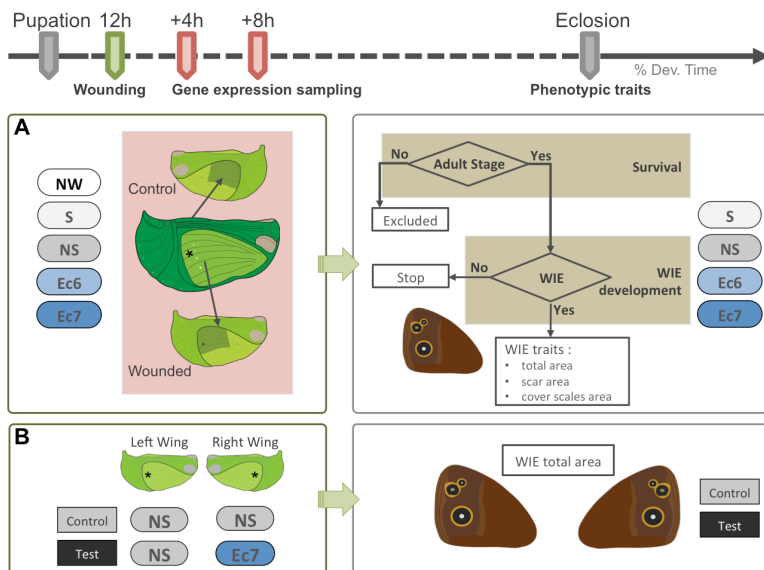 Pupation 12h +4h +8h Eclosion
% Dev. Time
Wounding Gene expression sampling Phenotypic traits
A
NW
S
NS
Ec6
Ec7
Control
*
Wounded
No Adult Stage Yes
Survival
Excluded
No WIE
WIE development
Stop
Yes
WIE traits :
• total area
• scar area
• cover scales area
S
NS
Ec6
Ec7
B
Left Wing Right Wing
* *
Control NS NS
Test NS Ec7
WIE total area
Control
Test